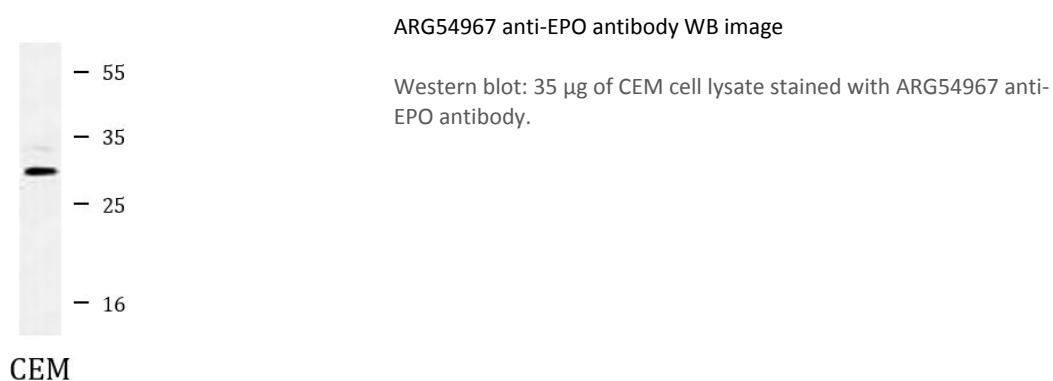 ARG54967 anti-EPO antibody WB image
Western blot: 35 µg of CEM cell lysate stained with ARG54967 anti-
EPO antibody.
55
35
25
16
CEM